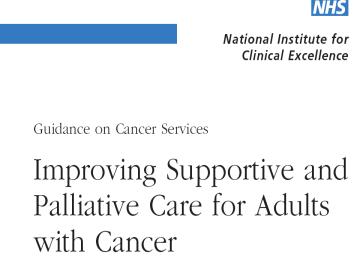 NHS
National Institute for
Clinical Excellence
Guidance on Cancer Services
Improving Supportive and
Palliative Care for Adults
with Cancer